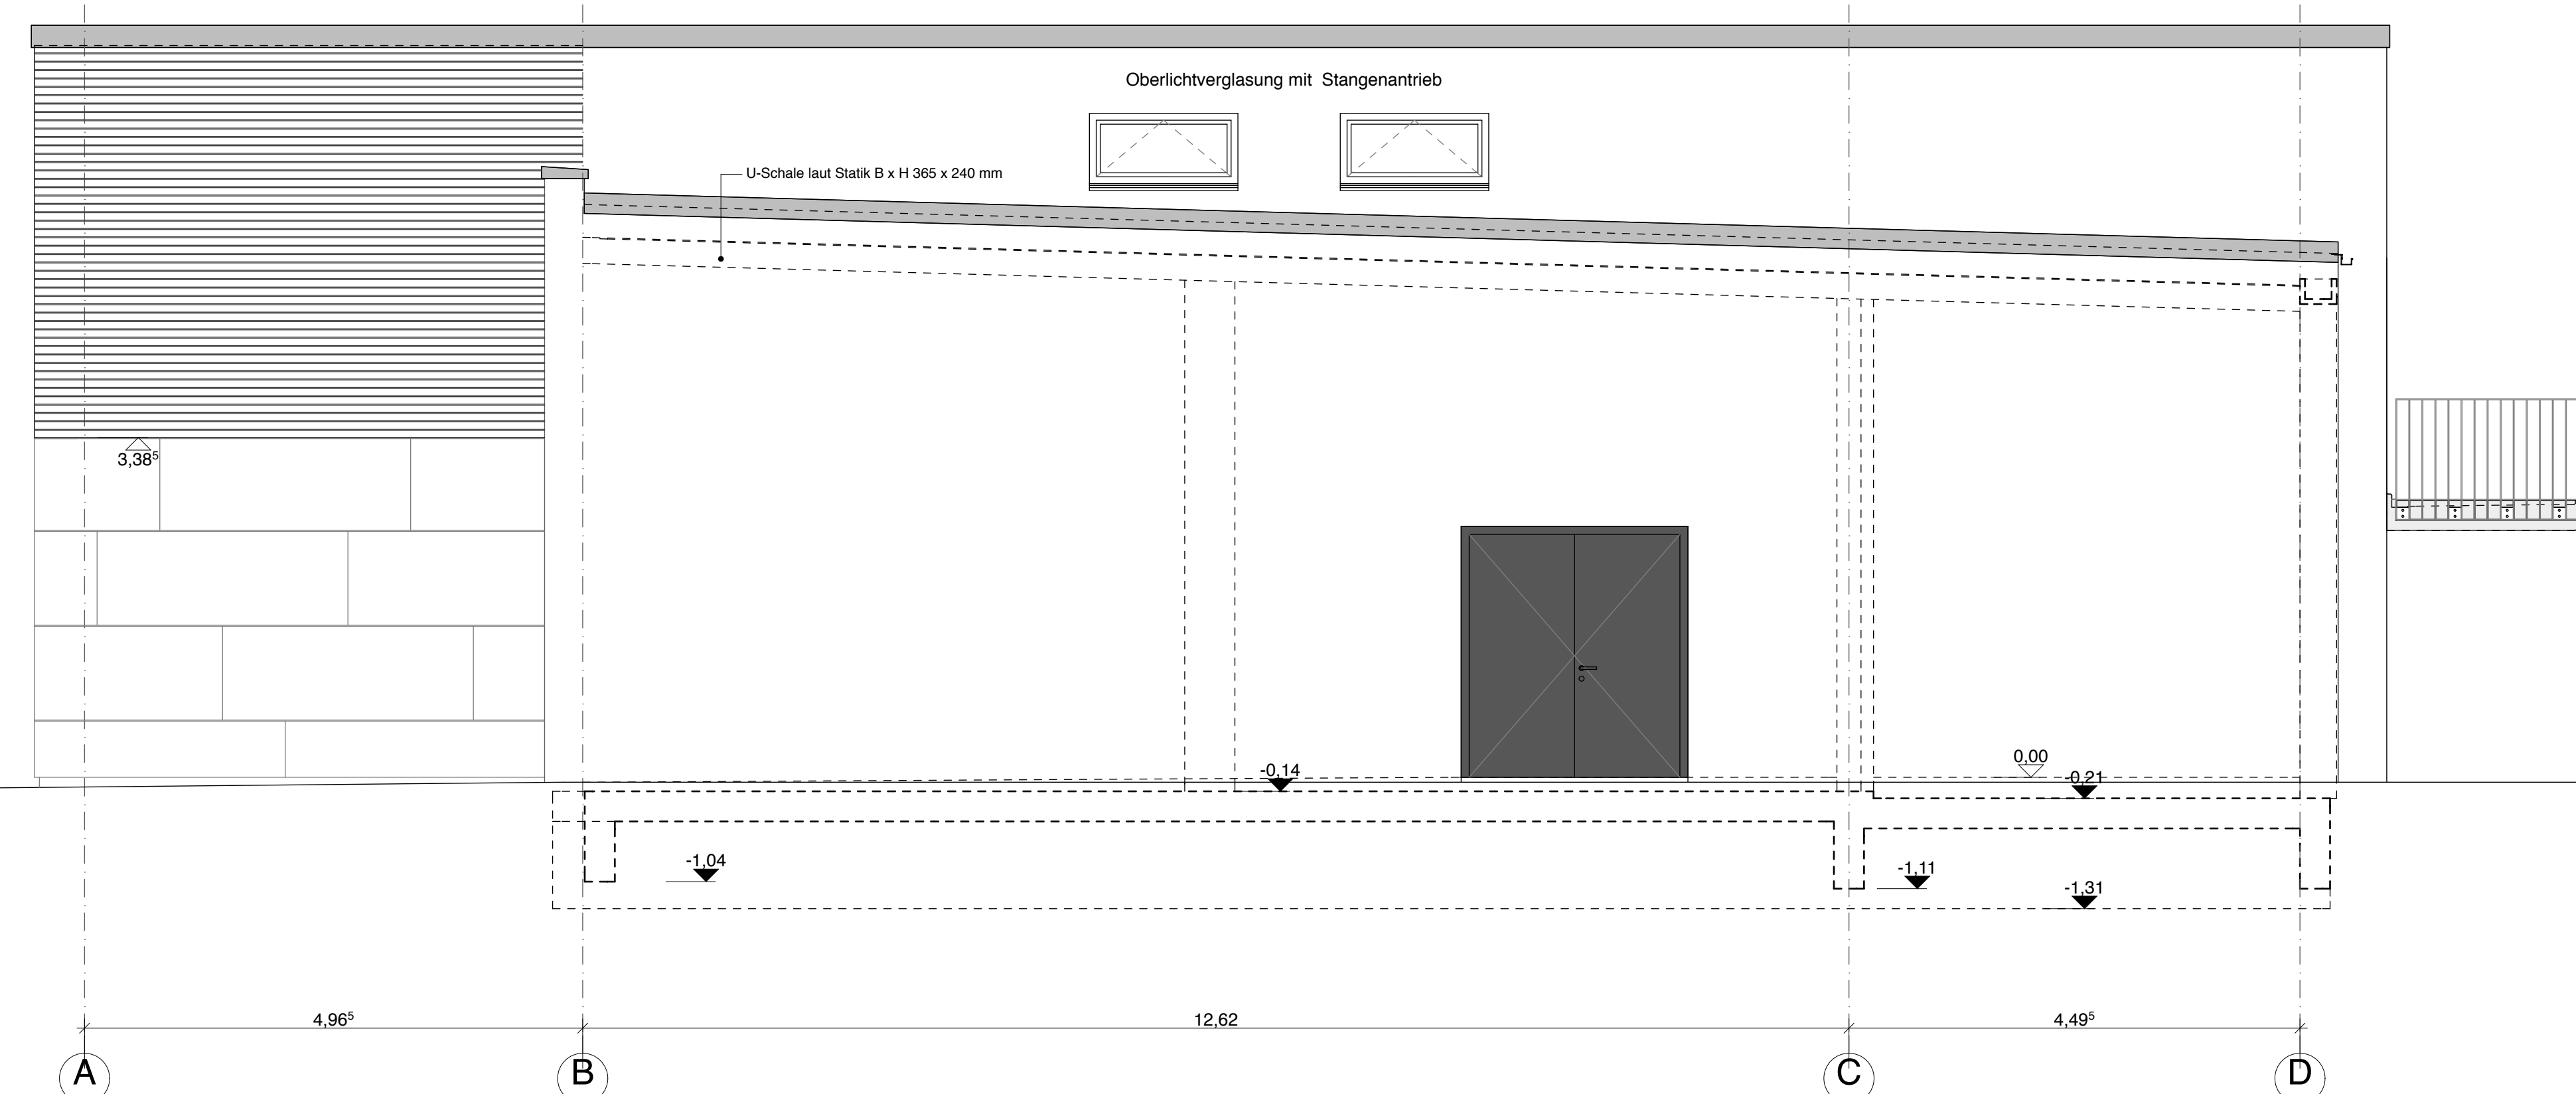 Oberlichtverglasung mit Stangenantrieb
U-Schale laut Statik B x H 365 x 240 mm
3,38⁵
0,00
-0,14
-0,21
-1,04
-1,11
-1,31
4,96⁵
12,62
4,49⁵
A
B
C
D